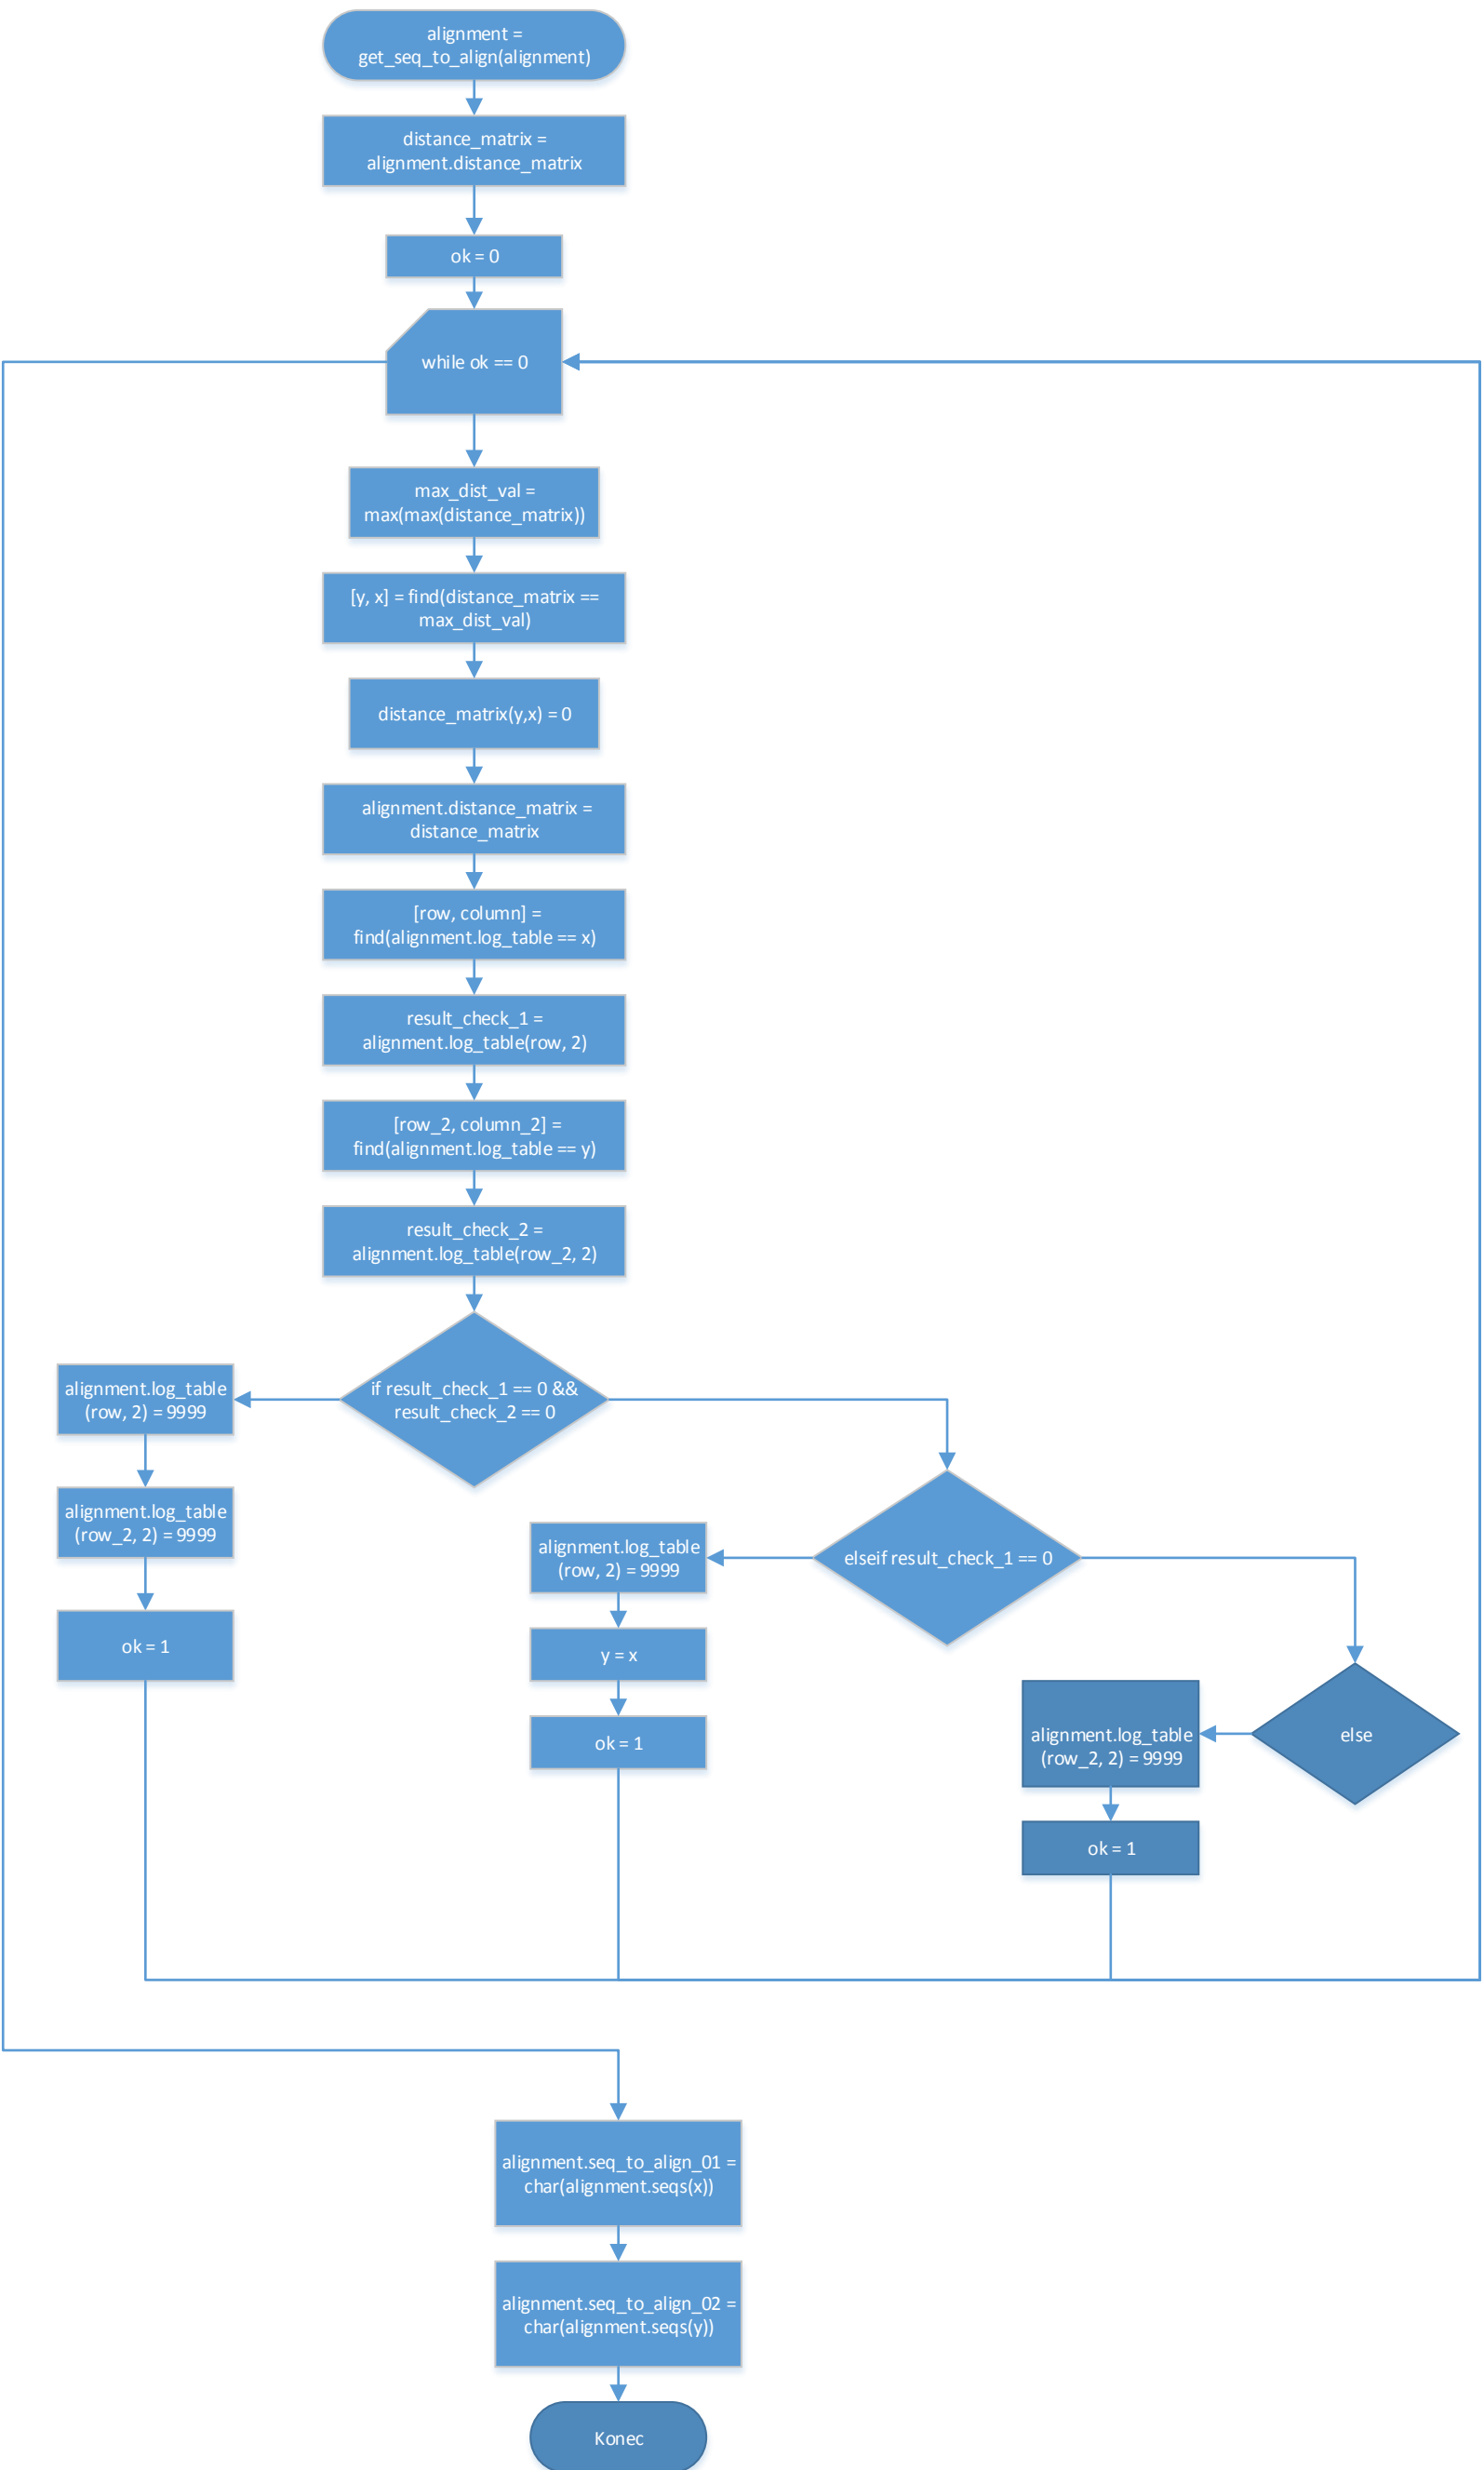 alignment =
get_seq_to_align(alignment)
distance_matrix =
alignment.distance_matrix
ok = 0
while ok == 0
max_dist_val =
max(max(distance_matrix))
[y, x] = find(distance_matrix ==
max_dist_val)
distance_matrix(y,x) = 0
alignment.distance_matrix =
distance_matrix
[row, column] =
find(alignment.log_table == x)
result_check_1 =
alignment.log_table(row, 2)
[row_2, column_2] =
find(alignment.log_table == y)
result_check_2 =
alignment.log_table(row_2, 2)
if result_check_1 == 0 &&
result_check_2 == 0
alignment.log_table
(row, 2) = 9999
alignment.log_table
(row_2, 2) = 9999
ok = 1
elseif result_check_1 == 0
alignment.log_table
(row, 2) = 9999
y = x
ok = 1
else
alignment.log_table
(row_2, 2) = 9999
ok = 1
alignment.seq_to_align_01 =
char(alignment.seqs(x))
alignment.seq_to_align_02 =
char(alignment.seqs(y))
Konec